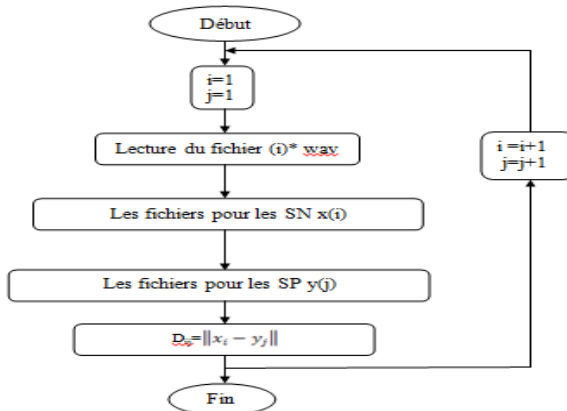 Début
i=1
j=1
Lecture du fichier (i)* wav
Les fichiers pour les SN x(i)
Les fichiers pour les SP y(j)
Dᵢⱼ=‖xᵢ − yⱼ‖
Fin
i =i+1
j=j+1